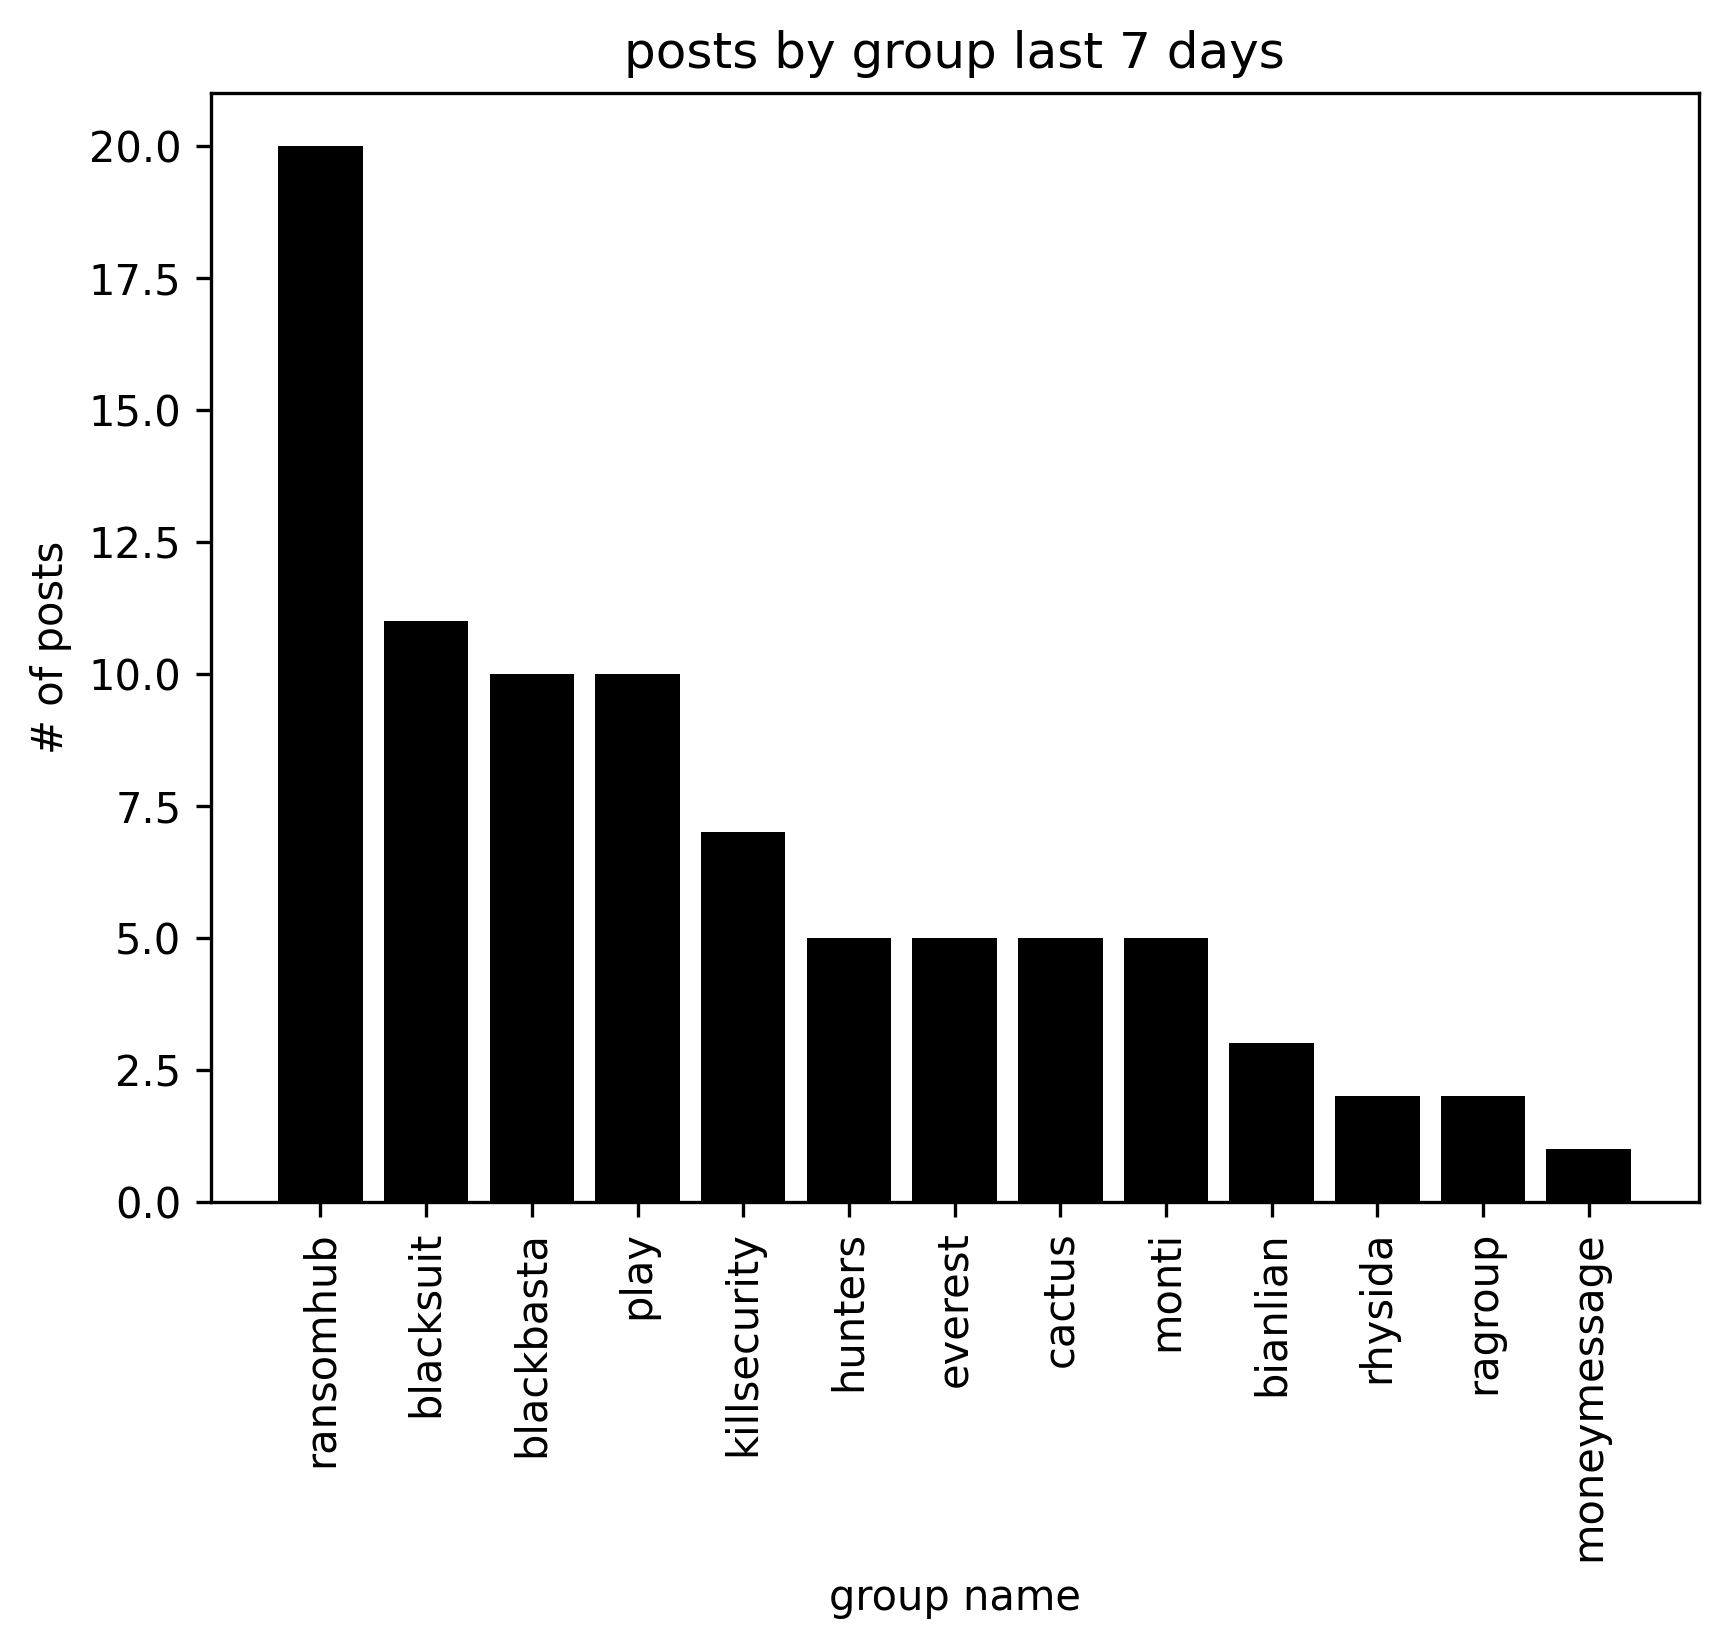 posts by group last 7 days
20.0
17.5
15.0
12.5
10.0
7.5
5.0
2.5
0.0
# of posts
ransomhub
blacksuit
blackbasta
play
killsecurity
hunters
everest
cactus
monti
bianlian
rhysida
ragroup
moneymessage
group name